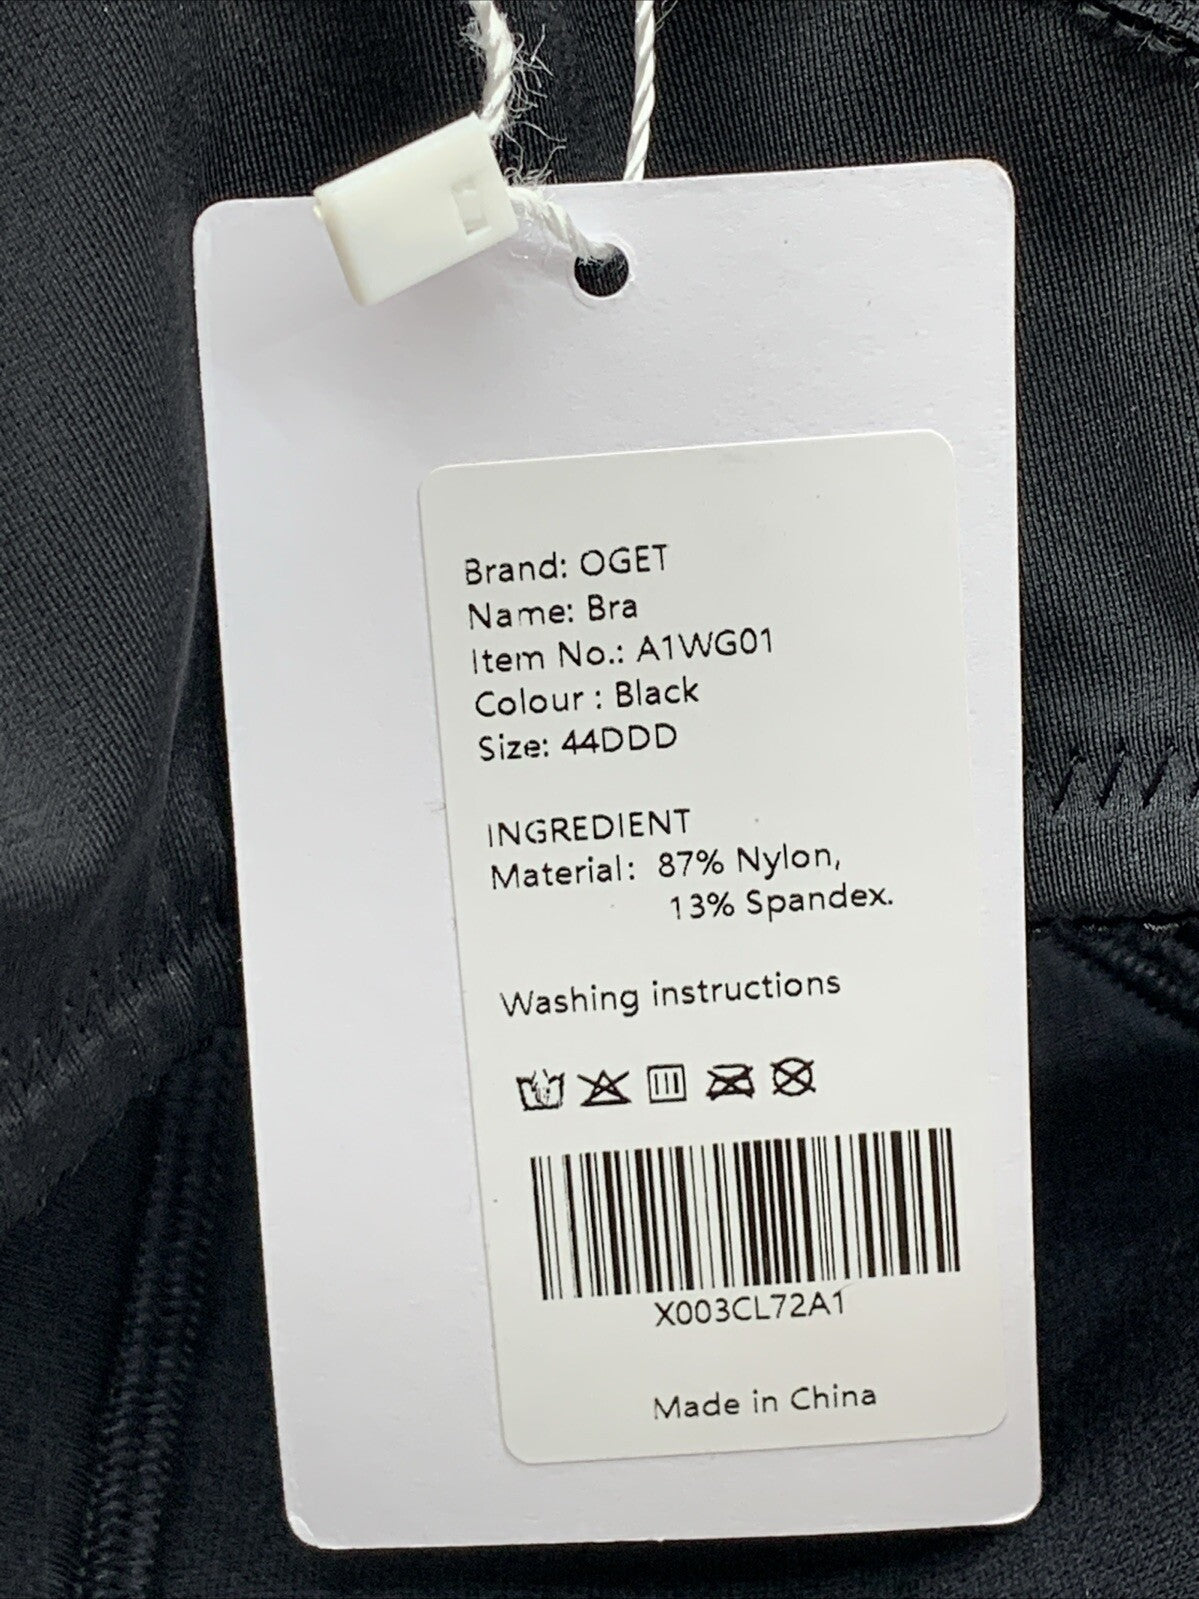 Brand: OGET
Name: Bra
Item No.: A1WG01
Colour : Black
Size: 44DDD
INGREDIENT
Material: 87% Nylon,
13% Spandex.
Washing instructions
X003CL72A1
Made in China